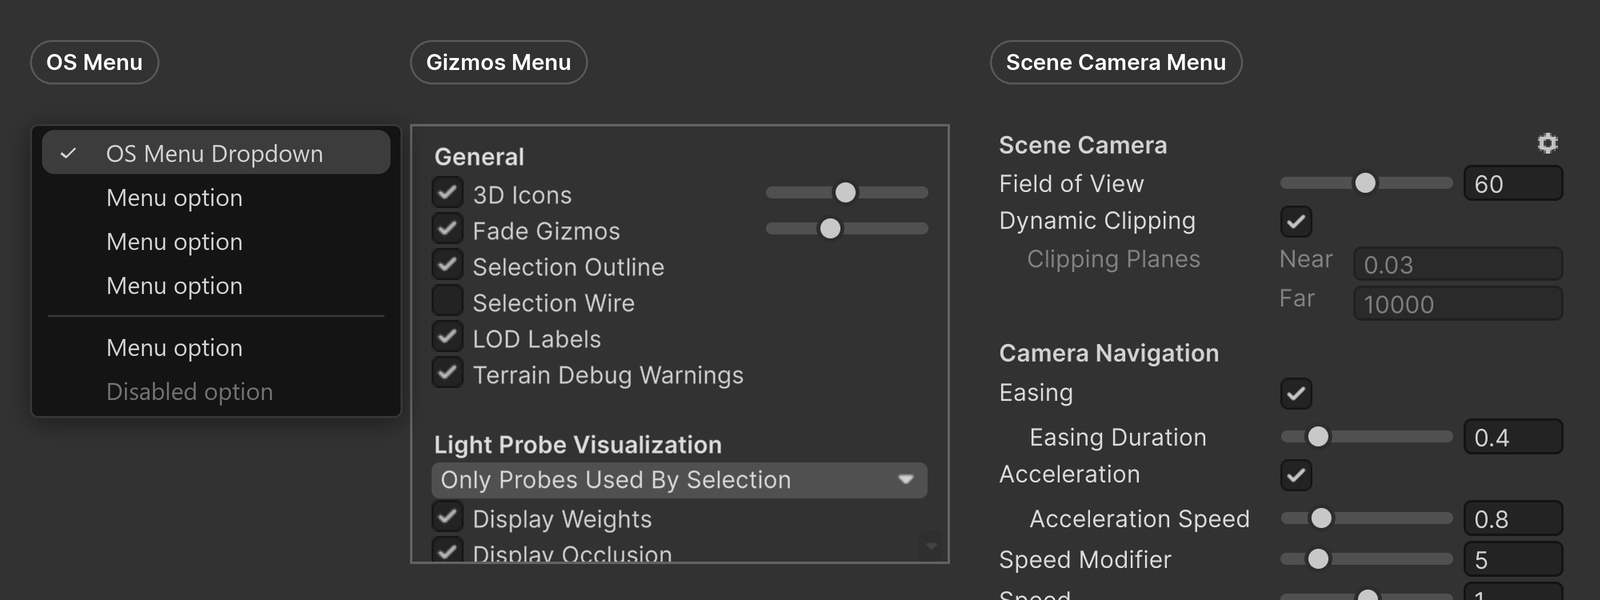 OS Menu
Gizmos Menu
Scene Camera Menu
OS Menu Dropdown
Menu option
Menu option
Menu option
Menu option
Disabled option
General
3D Icons
Fade Gizmos
Selection Outline
Selection Wire
LOD Labels
Terrain Debug Warnings
Light Probe Visualization
Only Probes Used By Selection
Display Weights
Display Occlusion
Scene Camera
Field of View 60
Dynamic Clipping
Clipping Planes Near 0.03
Far 10000
Camera Navigation
Easing
Easing Duration 0.4
Acceleration
Acceleration Speed 0.8
Speed Modifier 5
Speed 1